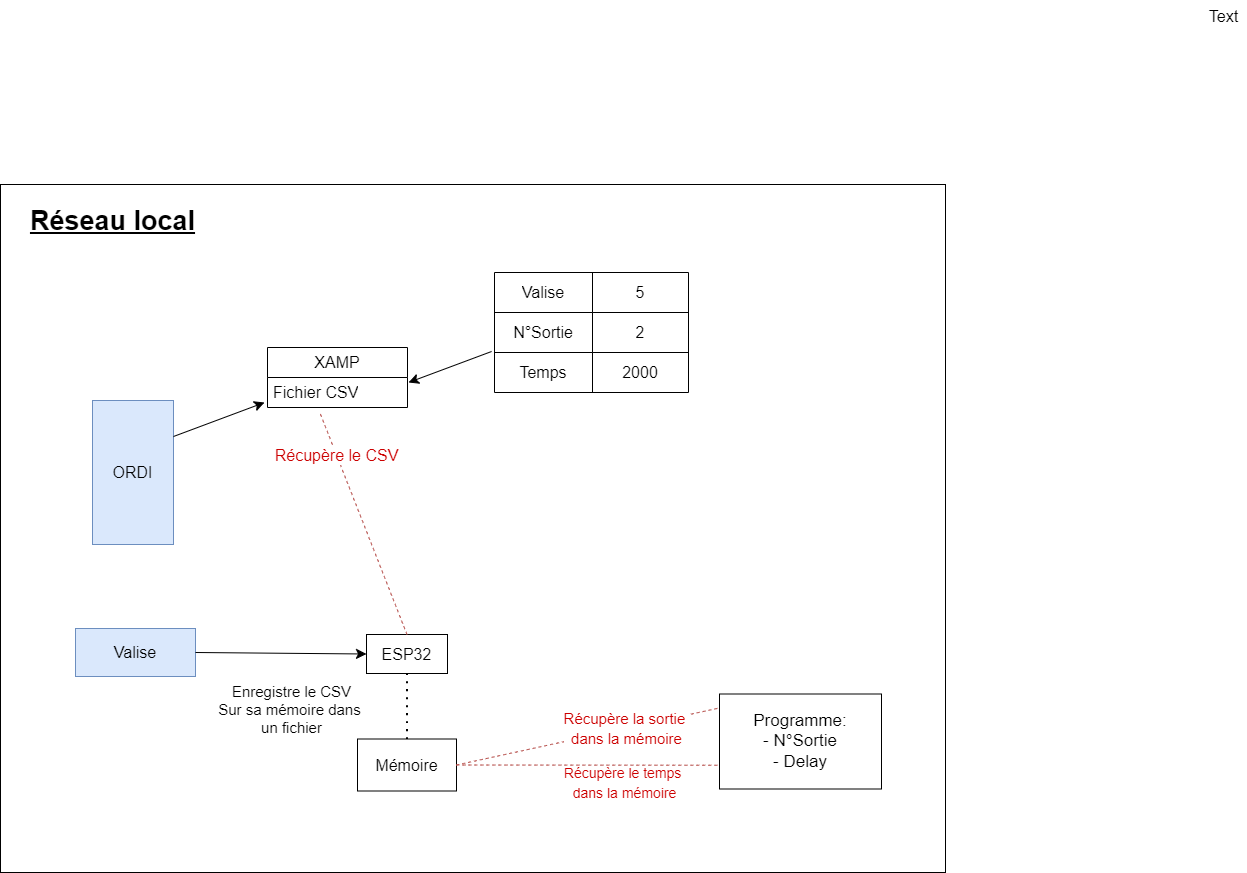 Text
Réseau local
Valise
5
N°Sortie
2
Temps
2000
XAMP
Fichier CSV
ORDI
Récupère le CSV
Valise
ESP32
Enregistre le CSV
Sur sa mémoire dans
un fichier
Mémoire
Récupère la sortie
dans la mémoire
Récupère le temps
dans la mémoire
Programme:
- N°Sortie
- Delay